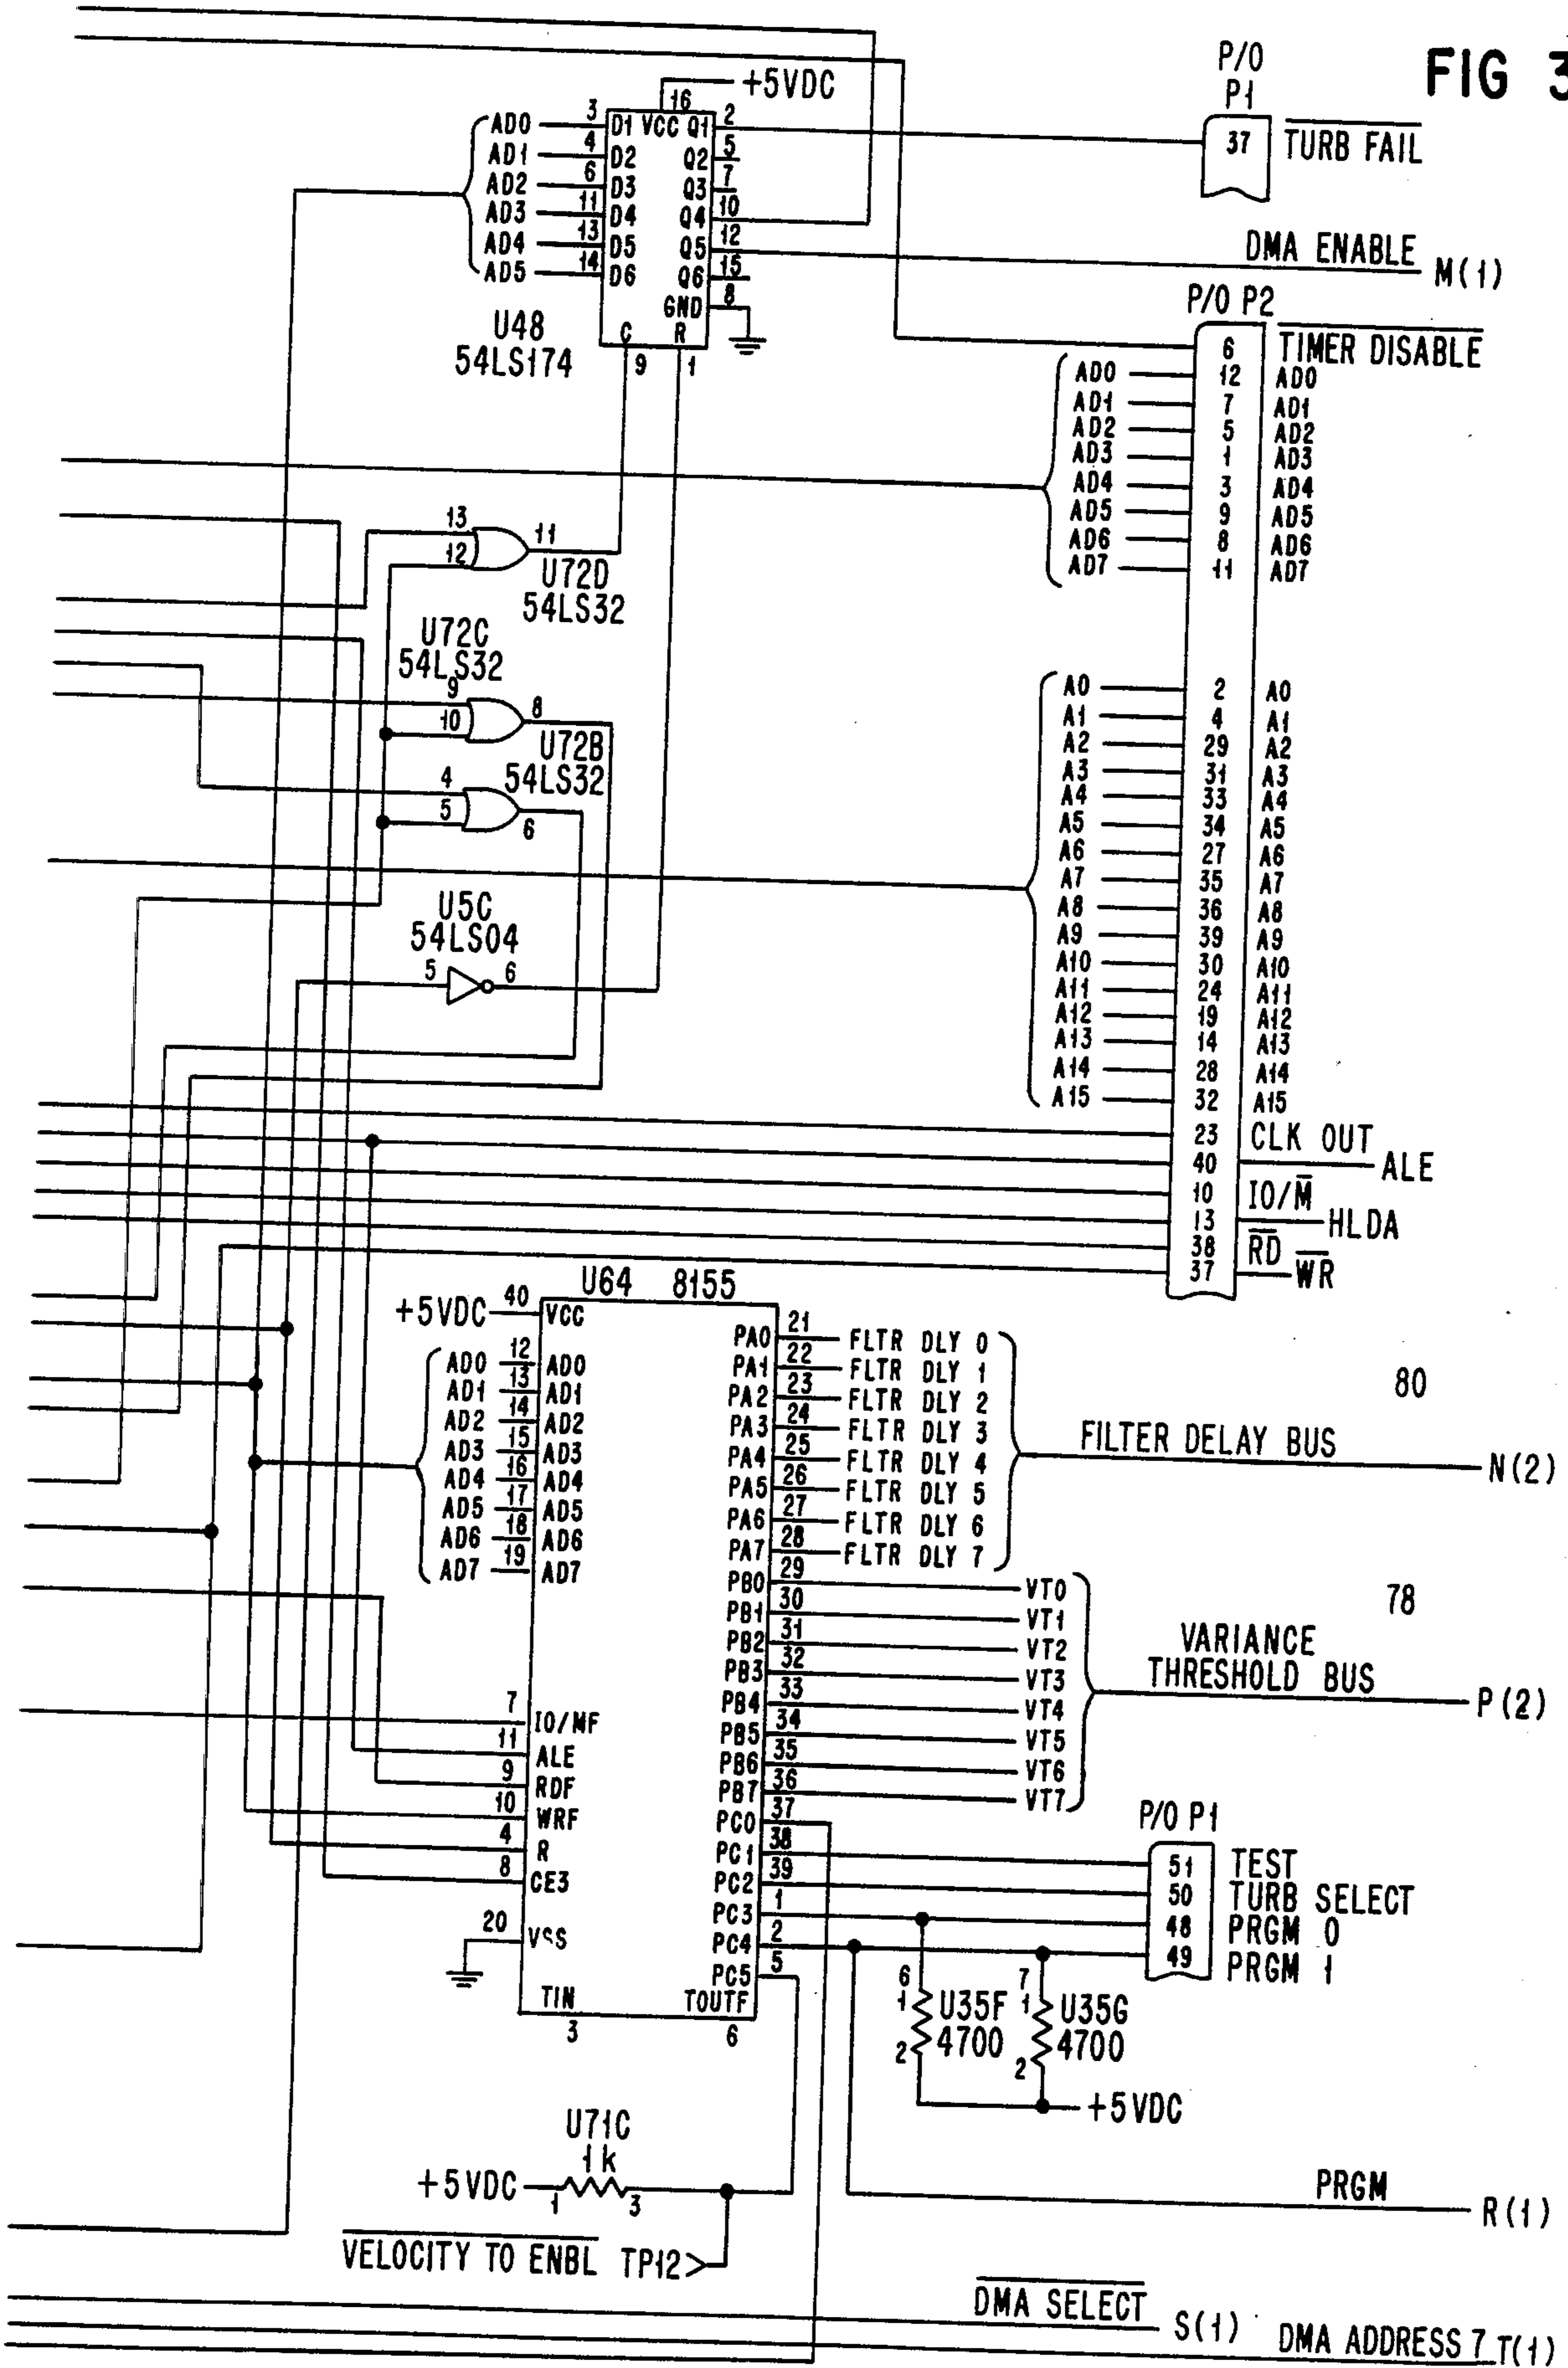 FIG 3
P/O
P1
37 TURB FAIL
+5VDC
16
AD0 3 D1 VCC Q1 2
AD1 4 D2 Q2 5
AD2 6 D3 Q3 7
AD3 11 D4 Q4 10
AD4 13 D5 Q5 12
AD5 14 D6 Q6 15
GND 8
C R
9 1
U48
54LS174
DMA ENABLE M(1)
P/O P2
6 TIMER DISABLE
AD0 12 AD0
AD1 7 AD1
AD2 5 AD2
AD3 1 AD3
AD4 3 AD4
AD5 9 AD5
AD6 8 AD6
AD7 11 AD7
13
12
11
U72D
54LS32
U72C
54LS32
9
10
8
U72B
54LS32
4
5
6
U5C
54LS04
5 6
A0 2 A0
A1 4 A1
A2 29 A2
A3 31 A3
A4 33 A4
A5 34 A5
A6 27 A6
A7 35 A7
A8 36 A8
A9 39 A9
A10 30 A10
A11 24 A11
A12 19 A12
A13 14 A13
A14 28 A14
A15 32 A15
23 CLK OUT
40 ALE
10 IO/M̅
13 HLDA
38 RD
37 WR
U64 8155
+5VDC 40 VCC
AD0 12 AD0
AD1 13 AD1
AD2 14 AD2
AD3 15 AD3
AD4 16 AD4
AD5 17 AD5
AD6 18 AD6
AD7 19 AD7
7 IO/MF
11 ALE
9 RDF
10 WRF
4 R
8 CE3
20 VSS
TIN TOUTF
3 6
PA0 21 FLTR DLY 0
PA1 22 FLTR DLY 1
PA2 23 FLTR DLY 2
PA3 24 FLTR DLY 3
PA4 25 FLTR DLY 4
PA5 26 FLTR DLY 5
PA6 27 FLTR DLY 6
PA7 28 FLTR DLY 7
80
FILTER DELAY BUS N(2)
PB0 29 VT0
PB1 30 VT1
PB2 31 VT2
PB3 32 VT3
PB4 33 VT4
PB5 34 VT5
PB6 35 VT6
PB7 36 VT7
78
VARIANCE
THRESHOLD BUS P(2)
PC0 37
PC1 38
PC2 39
PC3 1
PC4 2
PC5 5
P/O P1
51 TEST
50 TURB SELECT
48 PRGM 0
49 PRGM 1
6
1 U35F
2 4700
7
1 U35G
2 4700
+5VDC
U71C
1k
+5VDC 1 3
VELOCITY TO ENBL TP12
PRGM R(1)
DMA SELECT S(1)
DMA ADDRESS 7 T(1)